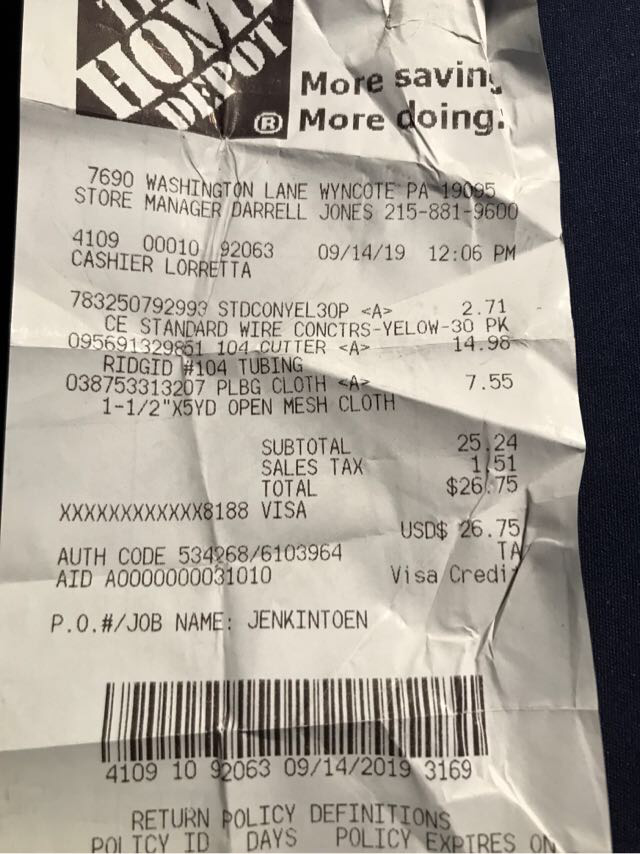 HOME
DEPOT
®
More
More doing.
7690 WASHINGTON LANE WYNCOTE PA 19095
STORE MANAGER DARRELL JONES 215-881-9600
4109 00010 92063 09/14/19 12:06 PM
CASHIER LORRETTA
783250792993 STDCONYEL30P <A> 2.71
CE STANDARD WIRE CONCTRS-YELOW-30 PK
095691329851 104 CUTTER <A> 14.98
RIDGID #104 TUBING
038753313207 PLBG CLOTH <A> 7.55
1-1/2"X5YD OPEN MESH CLOTH
SUBTOTAL 25.24
SALES TAX 1.51
TOTAL $26.75
XXXXXXXXXXXX8188 VISA
USD$ 26.75
AUTH CODE 534268/6103964 TA
AID A0000000031010 Visa Credi
P.O.#/JOB NAME: JENKINTOEN
4109 10 92063 09/14/2019 3169
RETURN POLICY DEFINITIONS
POLICY ID DAYS POLICY EXPIRES ON